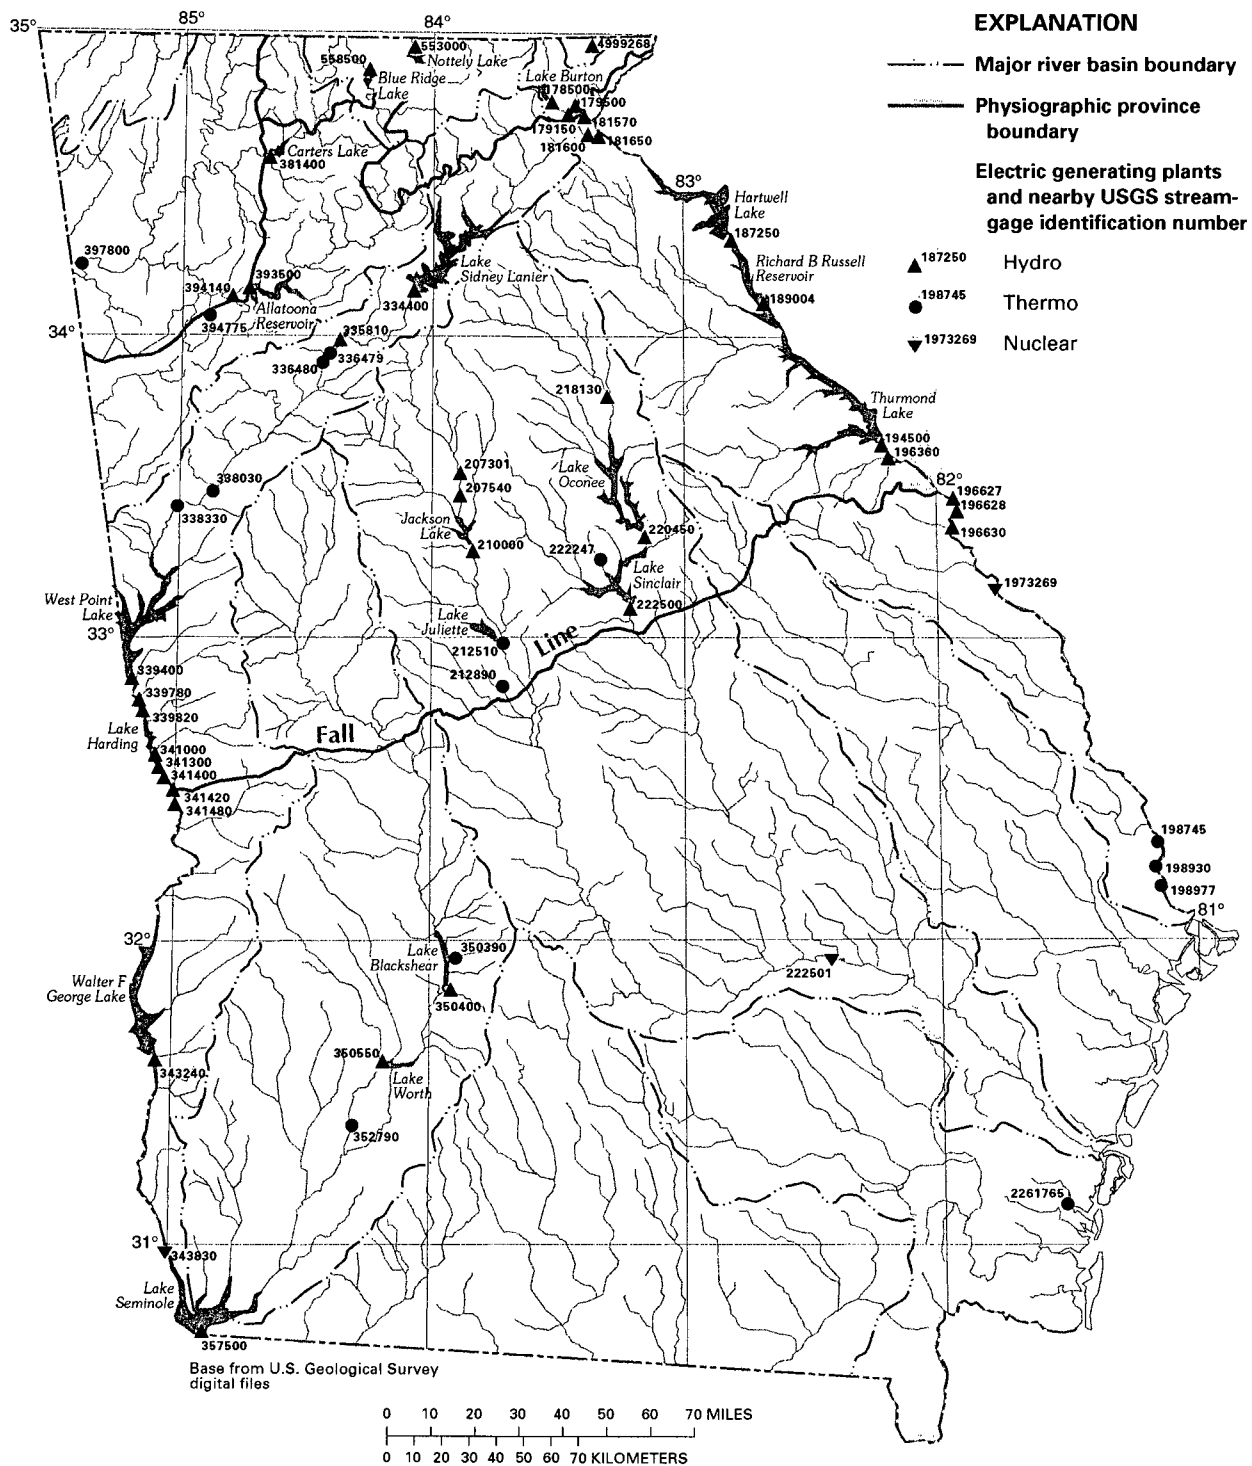 35°
85°
84°
EXPLANATION
Major river basin boundary
Physiographic province
boundary
Electric generating plants
and nearby USGS stream-
gage identification number
187250 Hydro
198745 Thermo
1973269 Nuclear
553000
Nottely Lake
4999268
558500
Blue Ridge
Lake
Lake Burton
178500
179500
181570
179150
181600
181650
Carters Lake
381400
83°
Hartwell
Lake
187250
397800
393500
394140
Lake
Sidney Lanier
Richard B Russell
Reservoir
189004
Allatoona
Reservoir
334400
394775
34°
335810
336479
336480
218130
Thurmond
Lake
194500
196360
207301
Lake
Oconee
338030
207540
82°
196627
196628
338330
Jackson
Lake
220450
196630
210000
222247
Lake
Sinclair
1973269
West Point
Lake
222500
33°
Lake
Juliette
Line
212510
339400
212890
339780
339820
Lake
Harding
Fall
341000
341300
341400
341420
341480
198745
198930
198977
81°
32°
Lake
Blackshear
350390
222501
Walter F
George Lake
350400
350550
343240
Lake
Worth
352790
2261765
31°
343830
Lake
Seminole
357500
Base from U.S. Geological Survey
digital files
0 10 20 30 40 50 60 70 MILES
0 10 20 30 40 50 60 70 KILOMETERS